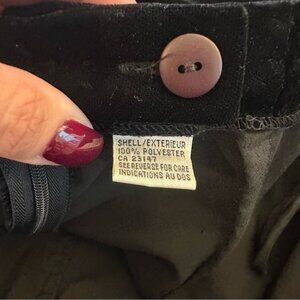 SHELL/EXTERIEUR
100% POLYESTER
CA 23147
SEE REVERSE FOR CARE
INDICATIONS AU DOS